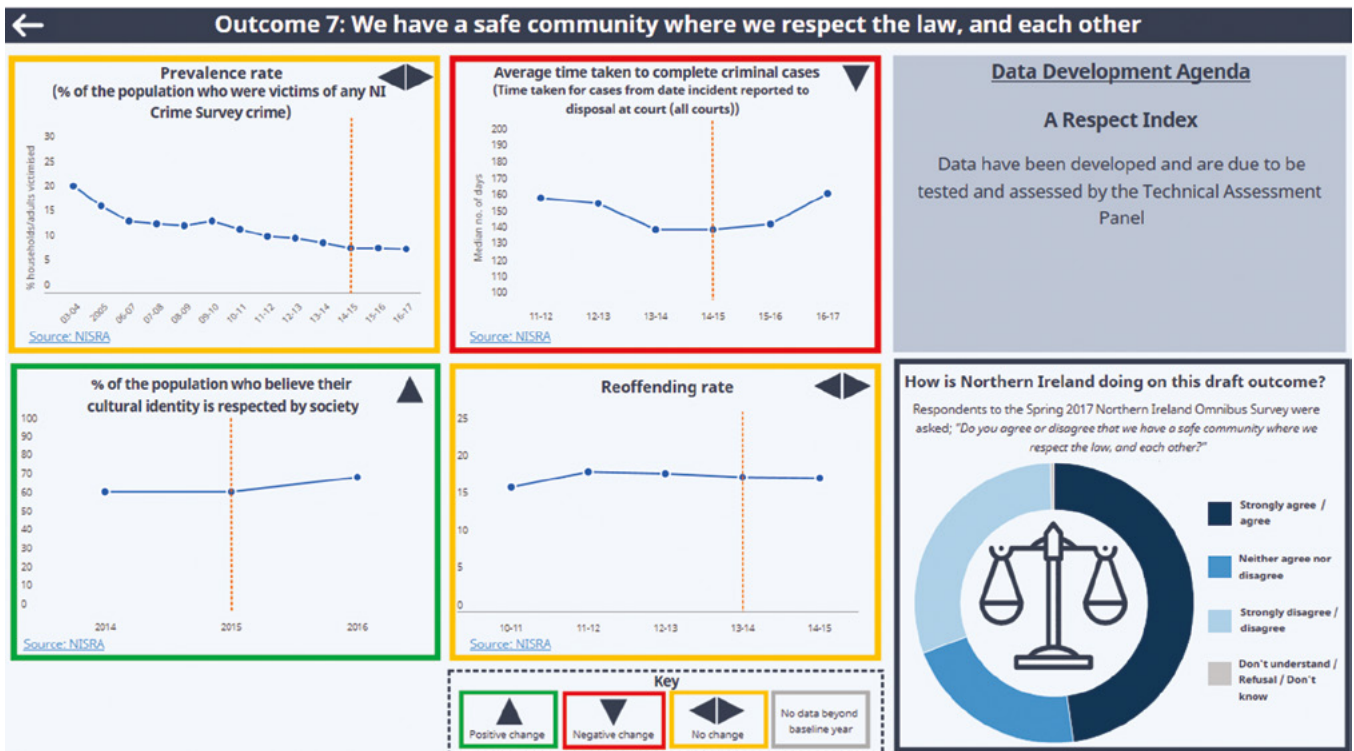 Outcome 7: We have a safe community where we respect the law, and each other
Prevalence rate
(% of the population who were victims of any NI
Crime Survey crime)
% households/adults victimised
30
25
20
15
10
5
0
03-04
2005
06-07
07-08
08-09
09-10
10-11
11-12
12-13
13-14
14-15
15-16
16-17
Source: NISRA
Average time taken to complete criminal cases
(Time taken for cases from date incident reported to
disposal at court (all courts))
Median no. of days
200
190
180
170
160
150
140
130
120
110
100
11-12
12-13
13-14
14-15
15-16
16-17
Source: NISRA
Data Development Agenda
A Respect Index
Data have been developed and are due to be
tested and assessed by the Technical Assessment
Panel
% of the population who believe their
cultural identity is respected by society
100
90
80
70
60
50
40
30
20
10
0
2014
2015
2016
Source: NISRA
Reoffending rate
25
20
15
10
5
0
10-11
11-12
12-13
13-14
14-15
Source: NISRA
How is Northern Ireland doing on this draft outcome?
Respondents to the Spring 2017 Northern Ireland Omnibus Survey were
asked; "Do you agree or disagree that we have a safe community where we
respect the law, and each other?"
Strongly agree /
agree
Neither agree nor
disagree
Strongly disagree /
disagree
Don't understand /
Refusal / Don't
know
Key
Positive change
Negative change
No change
No data beyond
baseline year